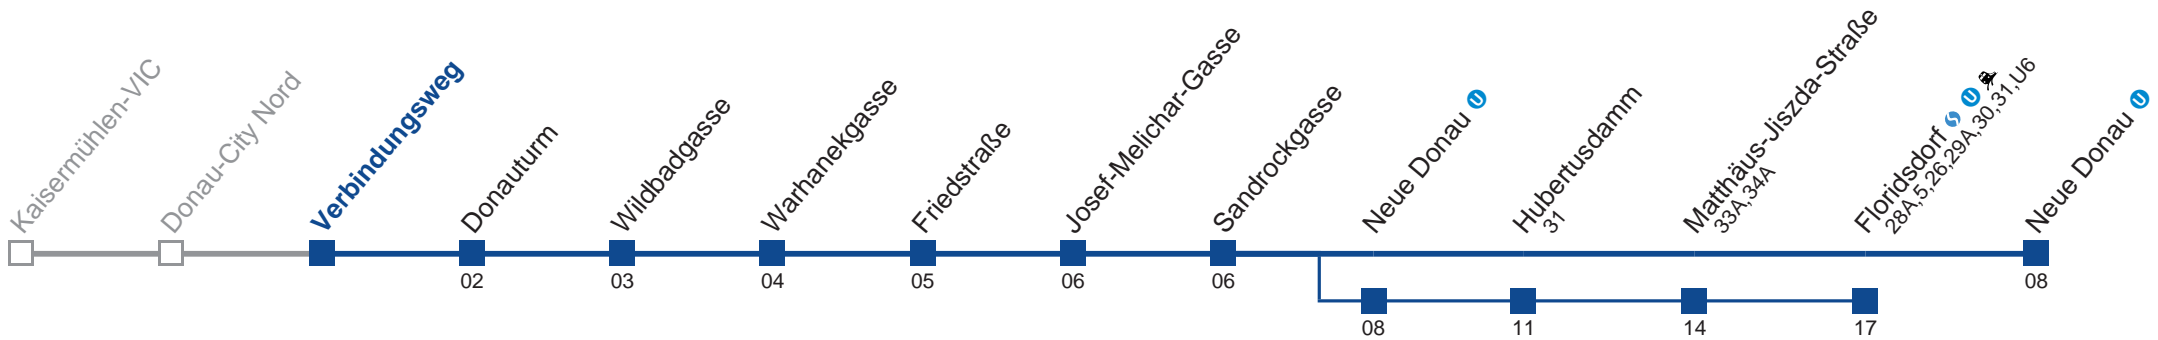 Kaisermühlen-VIC
Donau-City Nord
Verbindungsweg
Donauturm
Wildbadgasse
Warhanekgasse
Friedstraße
Josef-Melichar-Gasse
Sandrockgasse
Neue Donau U
Hubertusdamm
31
Matthäus-Jiszda-Straße
33A,34A
Floridsdorf S U
28A,5,26,29A,30,31,U6
Neue Donau U
02 03 04 05 06 06 08
08 11 14 17